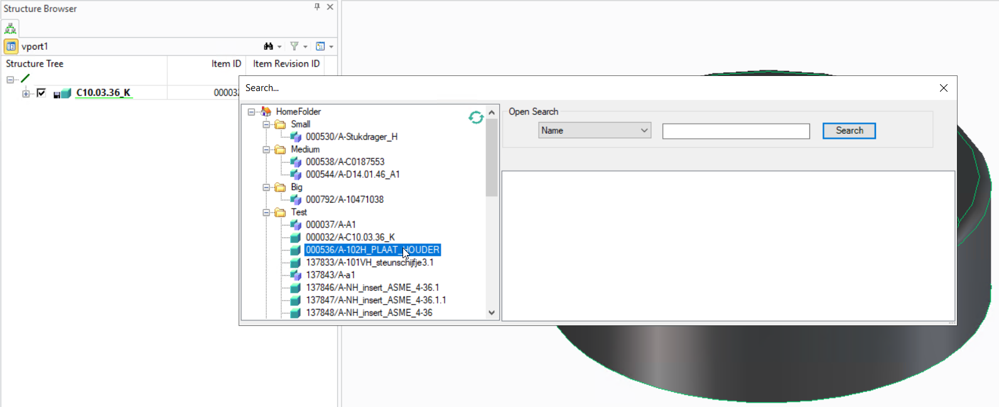 Structure Browser
vport1
Structure Tree Item ID Item Revision ID
C10.03.36_K 00003
Search...
HomeFolder
Small
000530/A-Stukdrager_H
Medium
000538/A-C0187553
000544/A-D14.01.46_A1
Big
000792/A-10471038
Test
000037/A-A1
000032/A-C10.03.36_K
000536/A-102H_PLAAT_HOUDER
137833/A-101VH_steunschijfje3.1
137843/A-a1
137846/A-NH_insert_ASME_4-36.1
137847/A-NH_insert_ASME_4-36.1.1
137848/A-NH_insert_ASME_4-36
Open Search
Name
Search